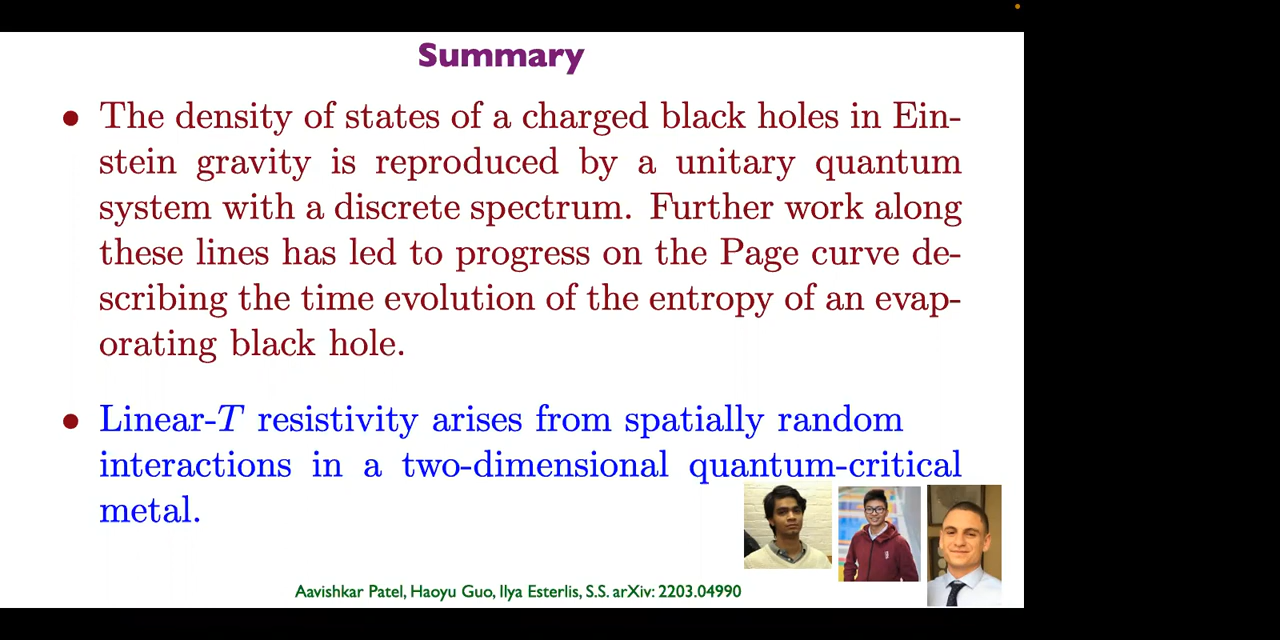 Summary
• The density of states of a charged black holes in Ein-
stein gravity is reproduced by a unitary quantum
system with a discrete spectrum. Further work along
these lines has led to progress on the Page curve de-
scribing the time evolution of the entropy of an evap-
orating black hole.
• Linear-T resistivity arises from spatially random
interactions in a two-dimensional quantum-critical
metal.
Aavishkar Patel, Haoyu Guo, Ilya Esterlis, S.S. arXiv: 2203.04990